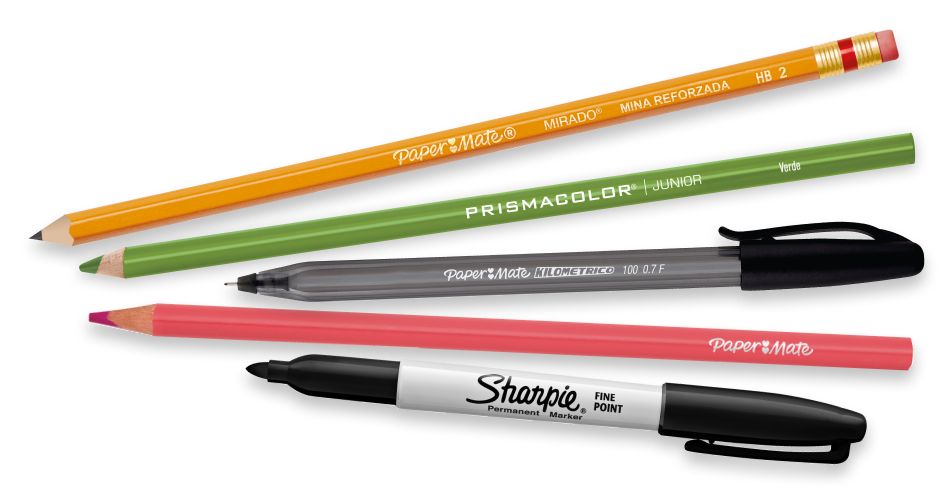 Paper Mate® MIRADO® MINA REFORZADA HB 2
PRISMACOLOR® JUNIOR Verde
Paper Mate KILOMETRICO 100 0.7 F
Paper Mate
Sharpie® FINE
Permanent Marker POINT